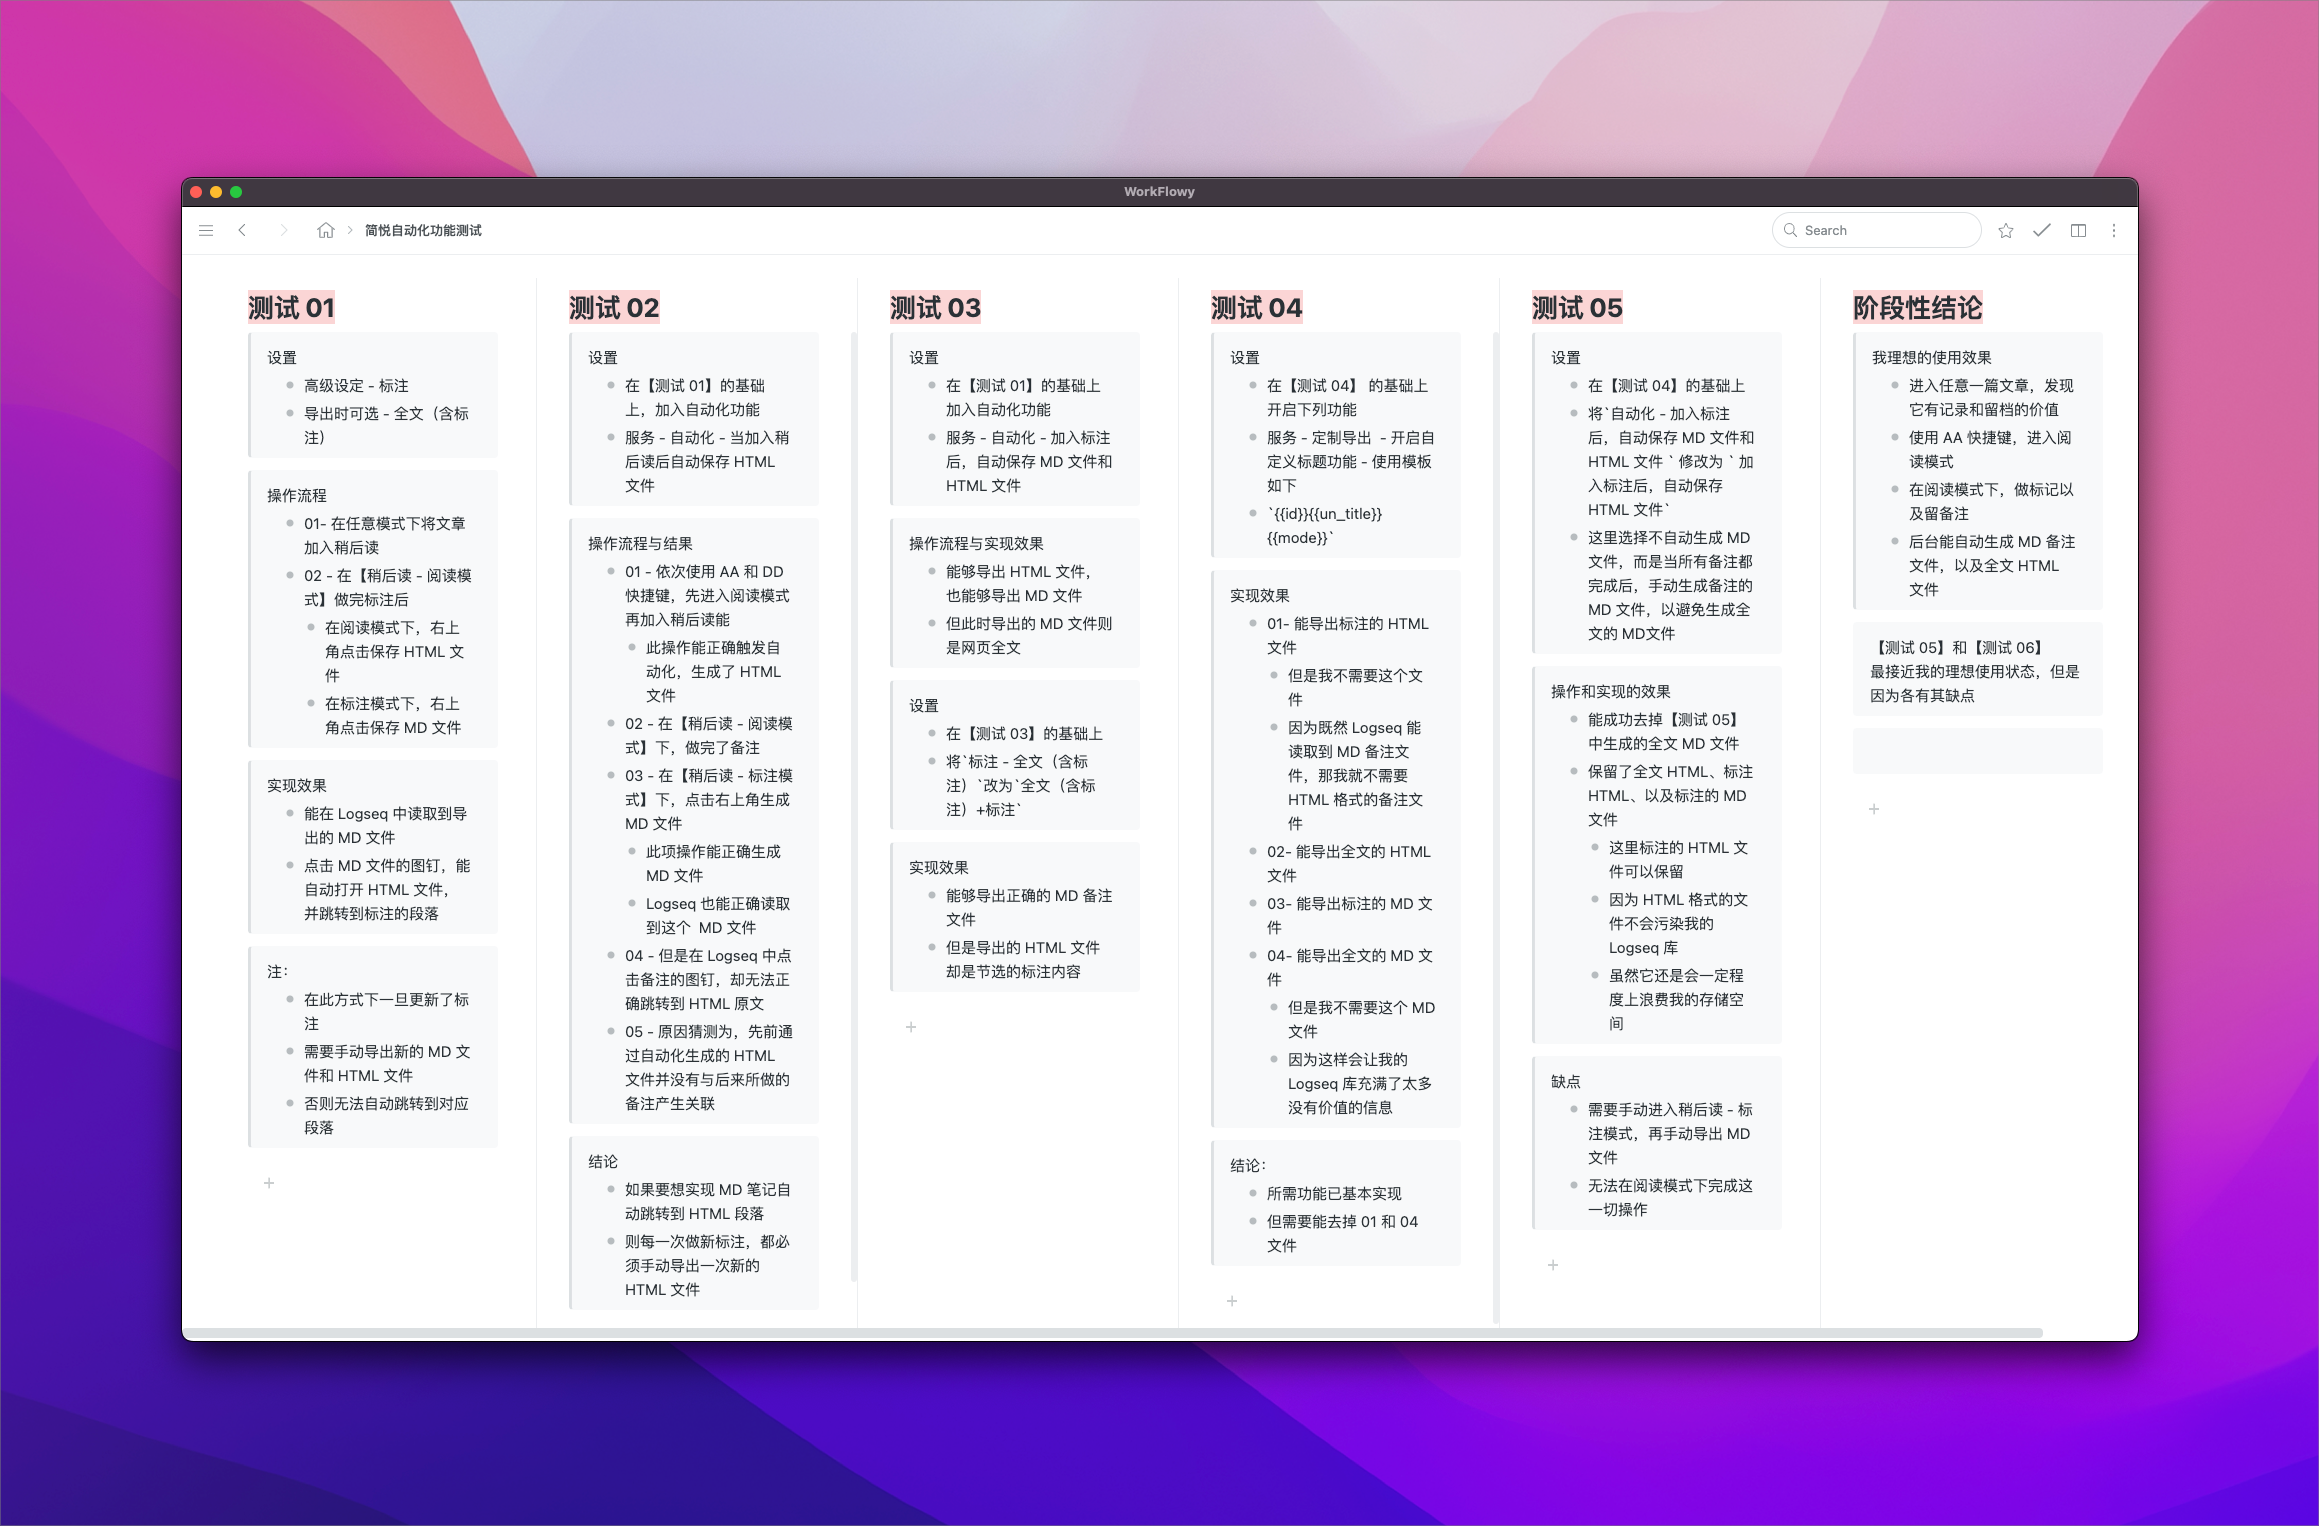 WorkFlowy
简悦自动化功能测试
Search
测试 01
设置
高级设定 - 标注
导出时可选 - 全文（含标
注）
操作流程
01- 在任意模式下将文章
加入稍后读
02 - 在【稍后读 - 阅读模
式】做完标注后
在阅读模式下，右上
角点击保存 HTML 文
件
在标注模式下，右上
角点击保存 MD 文件
实现效果
能在 Logseq 中读取到导
出的 MD 文件
点击 MD 文件的图钉，能
自动打开 HTML 文件，
并跳转到标注的段落
注：
在此方式下一旦更新了标
注
需要手动导出新的 MD 文
件和 HTML 文件
否则无法自动跳转到对应
段落
测试 02
设置
在【测试 01】的基础
上，加入自动化功能
服务 - 自动化 - 当加入稍
后读后自动保存 HTML
文件
操作流程与结果
01 - 依次使用 AA 和 DD
快捷键，先进入阅读模式
再加入稍后读能
此操作能正确触发自
动化，生成了 HTML
文件
02 - 在【稍后读 - 阅读模
式】下，做完了备注
03 - 在【稍后读 - 标注模
式】下，点击右上角生成
MD 文件
此项操作能正确生成
MD 文件
Logseq 也能正确读取
到这个  MD 文件
04 - 但是在 Logseq 中点
击备注的图钉，却无法正
确跳转到 HTML 原文
05 - 原因猜测为，先前通
过自动化生成的 HTML
文件并没有与后来所做的
备注产生关联
结论
如果要想实现 MD 笔记自
动跳转到 HTML 段落
则每一次做新标注，都必
须手动导出一次新的
HTML 文件
测试 03
设置
在【测试 01】的基础上
加入自动化功能
服务 - 自动化 - 加入标注
后，自动保存 MD 文件和
HTML 文件
操作流程与实现效果
能够导出 HTML 文件，
也能够导出 MD 文件
但此时导出的 MD 文件则
是网页全文
设置
在【测试 03】的基础上
将`标注 - 全文（含标
注）`改为`全文（含标
注）+标注`
实现效果
能够导出正确的 MD 备注
文件
但是导出的 HTML 文件
却是节选的标注内容
测试 04
设置
在【测试 04】 的基础上
开启下列功能
服务 - 定制导出  - 开启自
定义标题功能 - 使用模板
如下
`{{id}}{{un_title}}
{{mode}}`
实现效果
01- 能导出标注的 HTML
文件
但是我不需要这个文
件
因为既然 Logseq 能
读取到 MD 备注文
件，那我就不需要
HTML 格式的备注文
件
02- 能导出全文的 HTML
文件
03- 能导出标注的 MD 文
件
04- 能导出全文的 MD 文
件
但是我不需要这个 MD
文件
因为这样会让我的
Logseq 库充满了太多
没有价值的信息
结论：
所需功能已基本实现
但需要能去掉 01 和 04
文件
测试 05
设置
在【测试 04】的基础上
将`自动化 - 加入标注
后，自动保存 MD 文件和
HTML 文件 ` 修改为 ` 加
入标注后，自动保存
HTML 文件`
这里选择不自动生成 MD
文件，而是当所有备注都
完成后，手动生成备注的
MD 文件，以避免生成全
文的 MD文件
操作和实现的效果
能成功去掉【测试 05】
中生成的全文 MD 文件
保留了全文 HTML、标注
HTML、以及标注的 MD
文件
这里标注的 HTML 文
件可以保留
因为 HTML 格式的文
件不会污染我的
Logseq 库
虽然它还是会一定程
度上浪费我的存储空
间
缺点
需要手动进入稍后读 - 标
注模式，再手动导出 MD
文件
无法在阅读模式下完成这
一切操作
阶段性结论
我理想的使用效果
进入任意一篇文章，发现
它有记录和留档的价值
使用 AA 快捷键，进入阅
读模式
在阅读模式下，做标记以
及留备注
后台能自动生成 MD 备注
文件，以及全文 HTML
文件
【测试 05】和【测试 06】
最接近我的理想使用状态，但是
因为各有其缺点